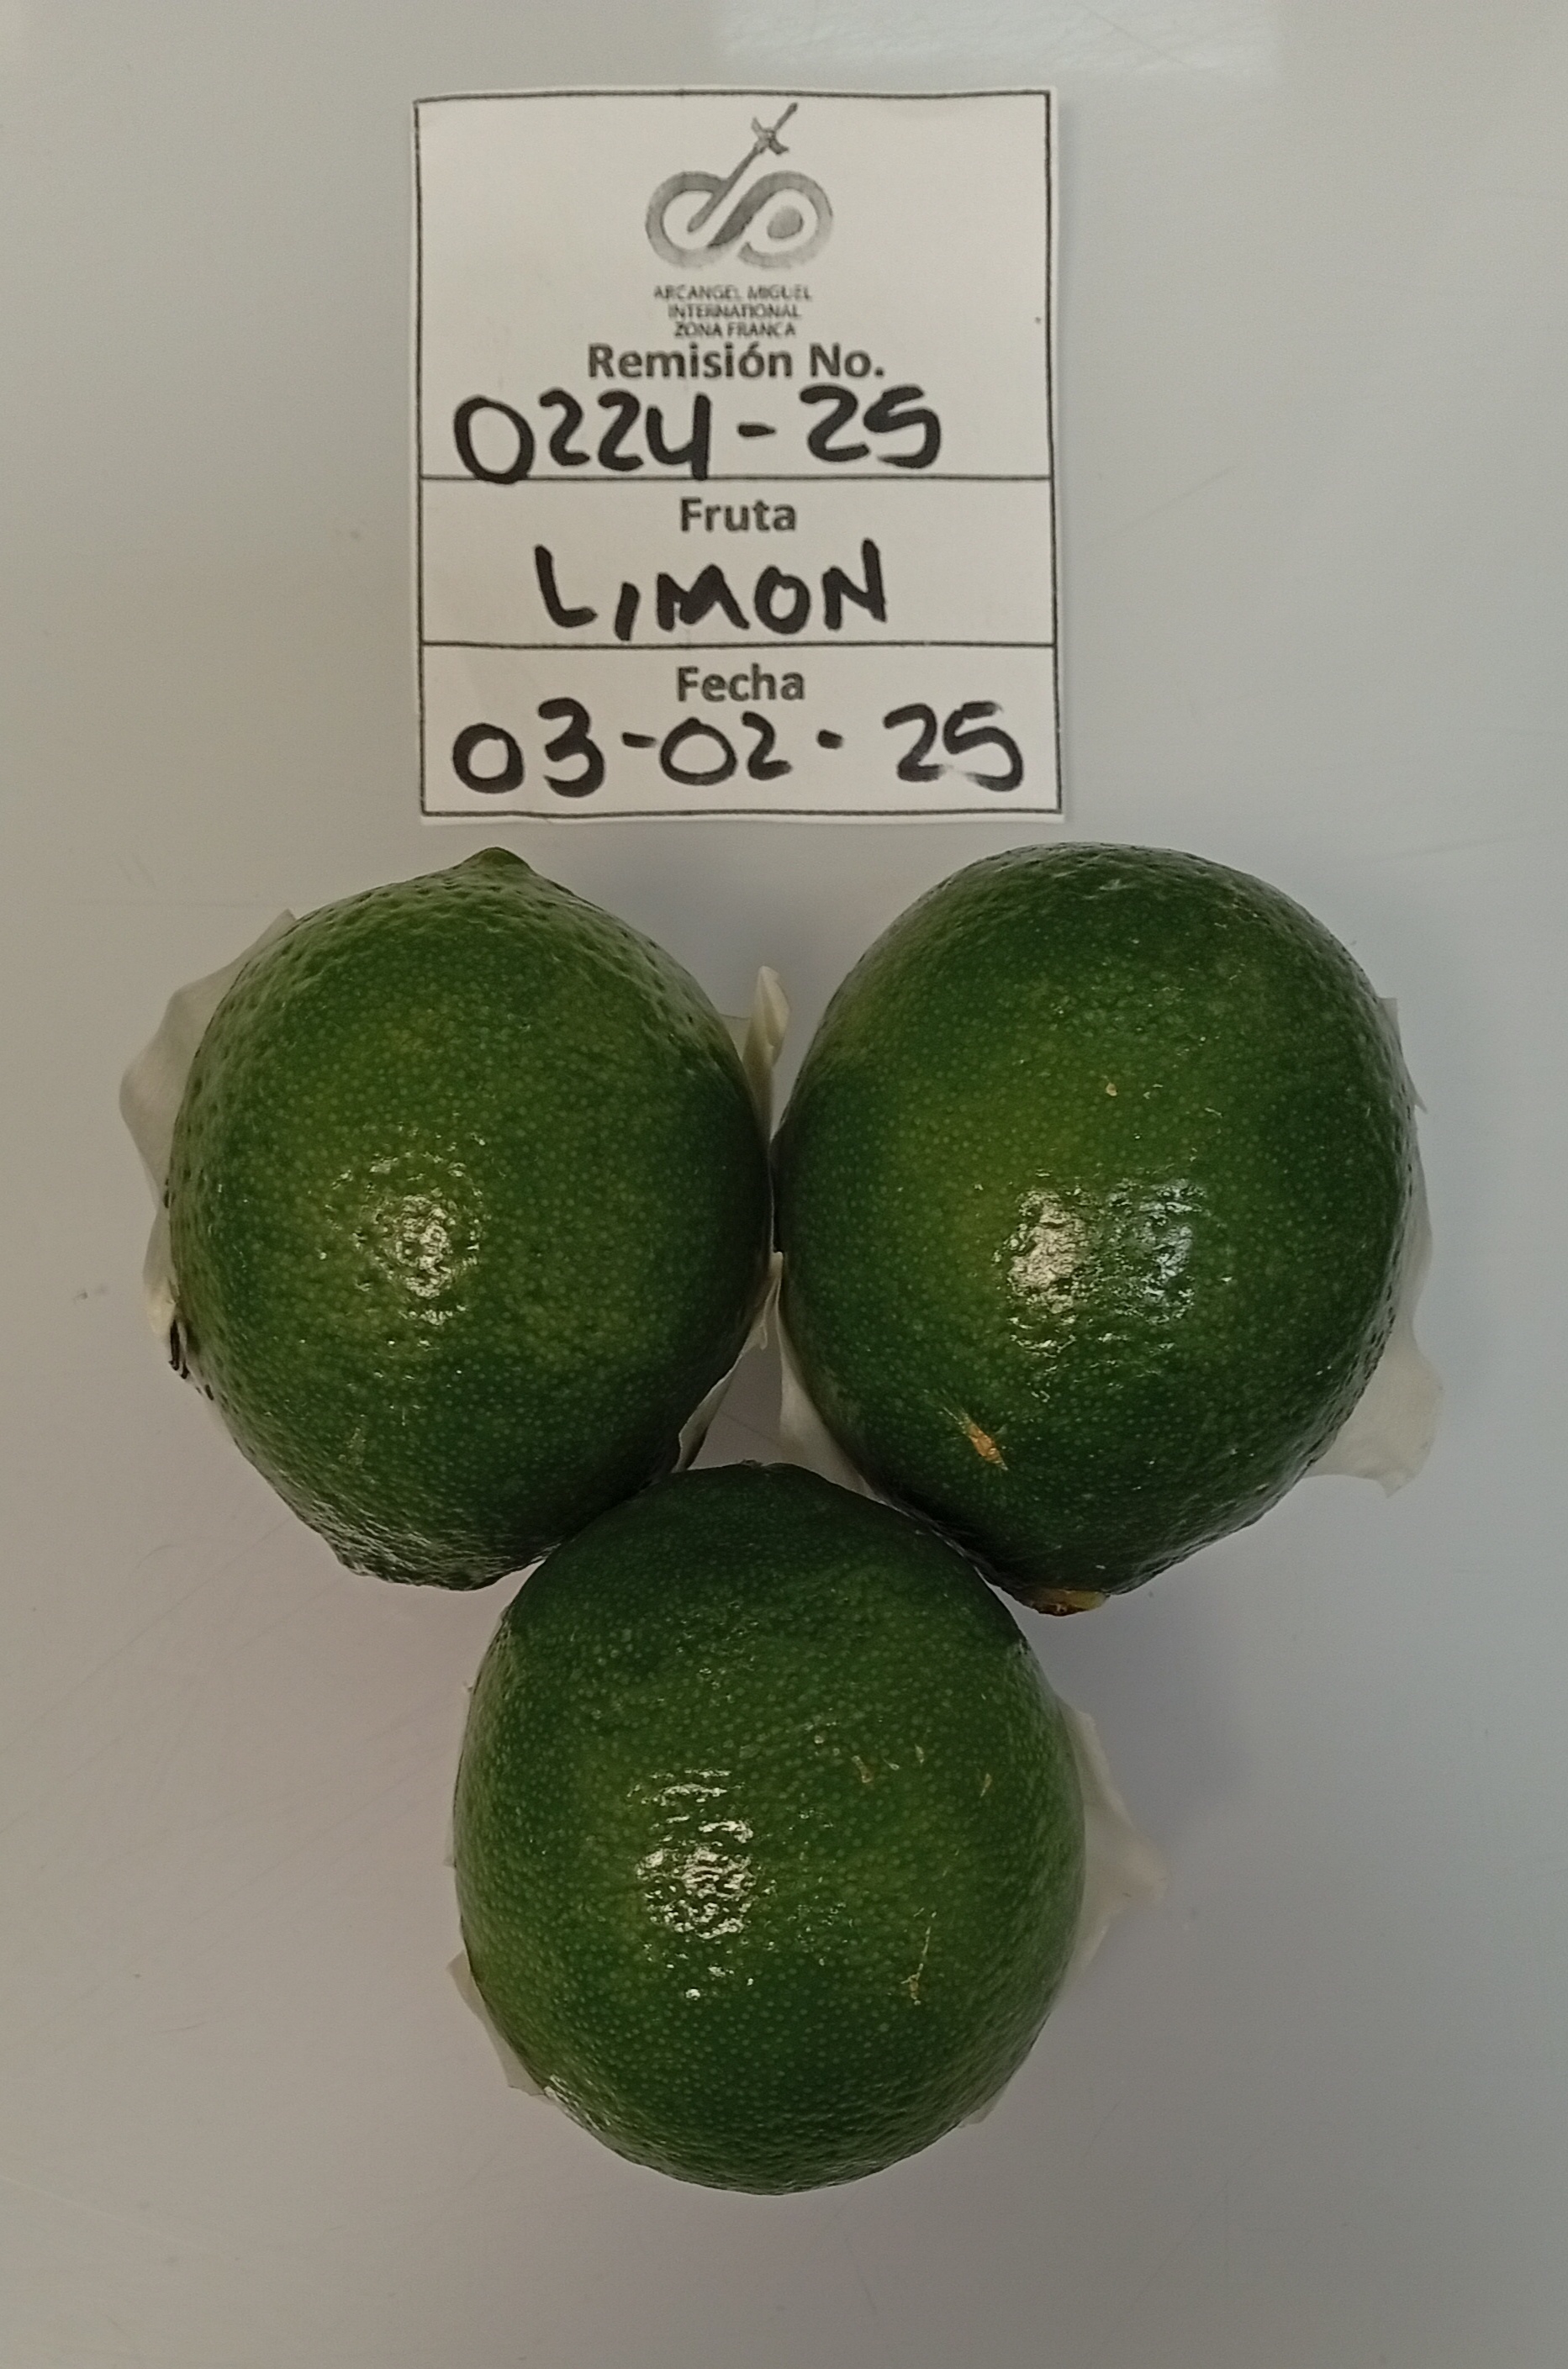 ARCANGEL MIGUEL
INTERNATIONAL
ZONA FRANCA
Remisión No.
0224-25
Fruta
LIMON
Fecha
03-02-25